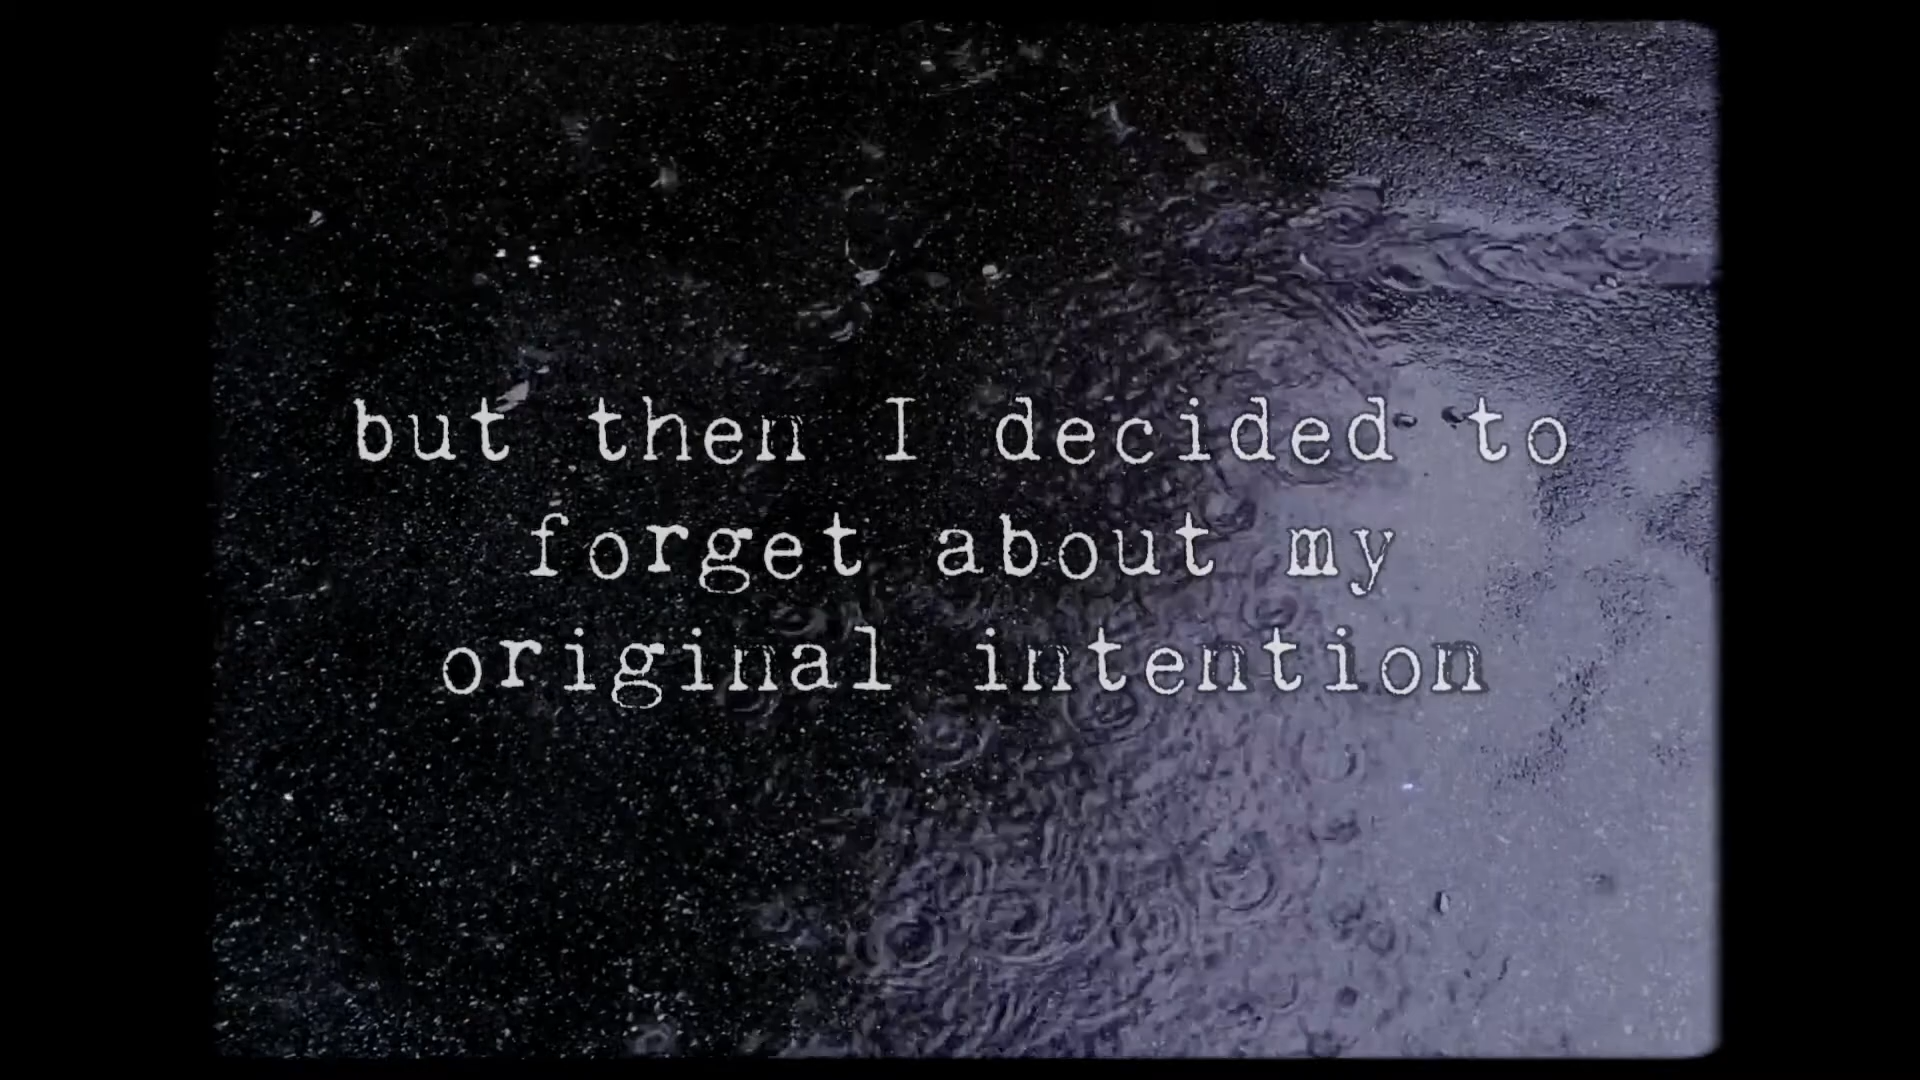 but then I decided to
forget about my
original intention